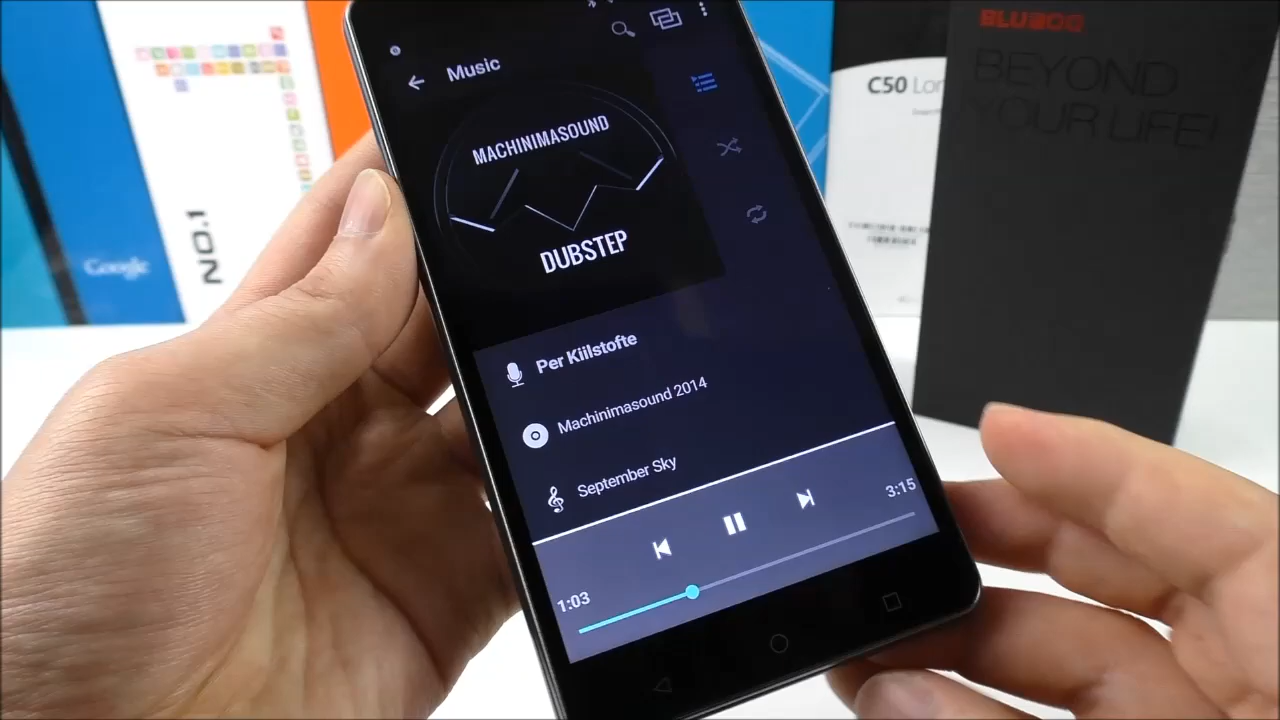 Music
MACHINIMASOUND
DUBSTEP
Per Kiilstofte
Machinimasound 2014
September Sky
1:03
3:15
Google
NO.1
C50
BLUBOO
BEYOND
YOUR LIFE!